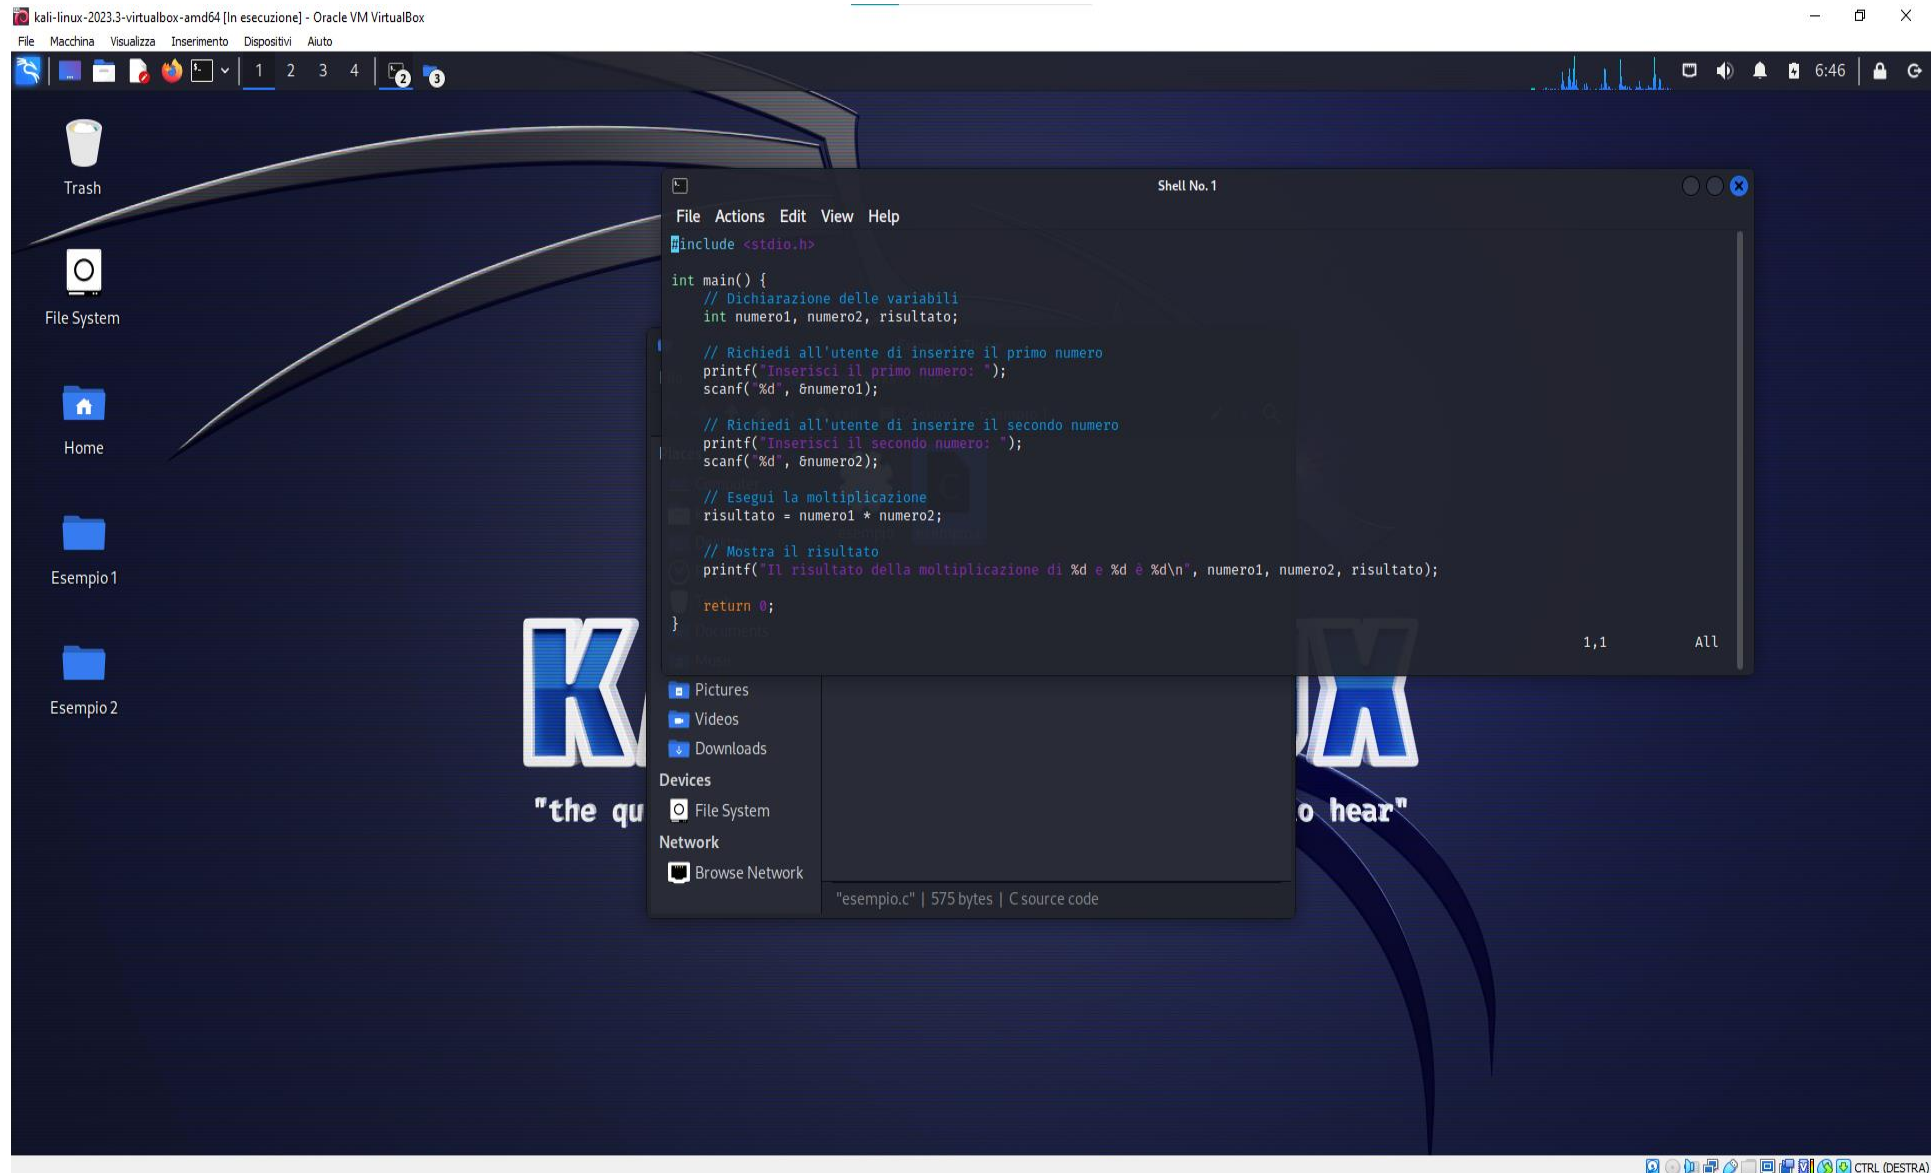 kali-linux-2023.3-virtualbox-amd64 [In esecuzione] - Oracle VM VirtualBox
File Macchina Visualizza Inserimento Dispositivi Aiuto
1 2 3 4 2 3 6:46
Trash
File System
Home
Esempio 1
Esempio 2
Shell No. 1
File Actions Edit View Help
#include <stdio.h>
int main() {
// Dichiarazione delle variabili
int numero1, numero2, risultato;
// Richiedi all'utente di inserire il primo numero
printf("Inserisci il primo numero: ");
scanf("%d", &numero1);
// Richiedi all'utente di inserire il secondo numero
printf("Inserisci il secondo numero: ");
scanf("%d", &numero2);
// Esegui la moltiplicazione
risultato = numero1 * numero2;
// Mostra il risultato
printf("Il risultato della moltiplicazione di %d e %d è %d\n", numero1, numero2, risultato);
return 0;
}
1,1 All
Documents
Pictures
Videos
Downloads
Devices
File System
Network
Browse Network
"esempio.c" | 575 bytes | C source code
"the qu
o hear"
CTRL (DESTRA)